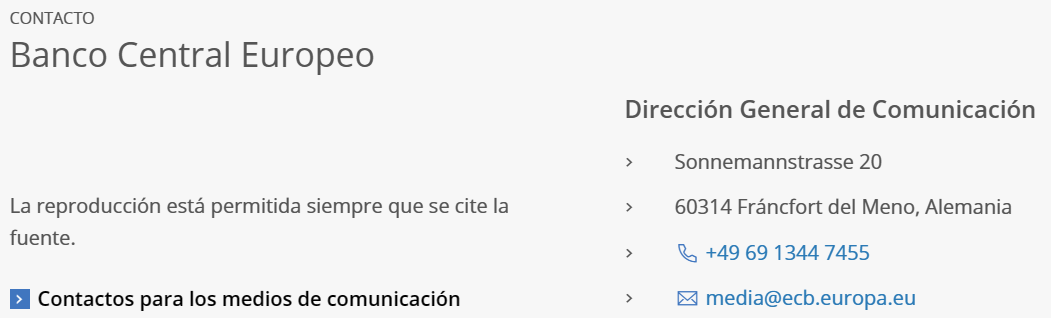 CONTACTO
Banco Central Europeo
La reproducción está permitida siempre que se cite la
fuente.
Contactos para los medios de comunicación
Dirección General de Comunicación
Sonnemannstrasse 20
60314 Fráncfort del Meno, Alemania
+49 69 1344 7455
media@ecb.europa.eu